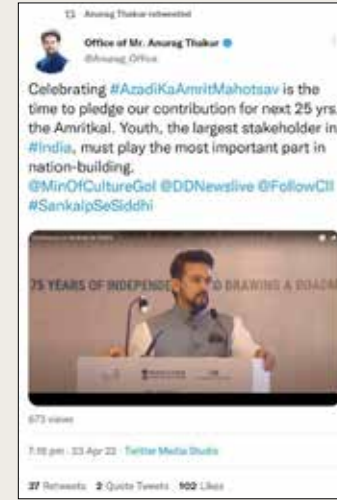 Anurag Thakur retweeted
Office of Mr. Anurag Thakur
@Anurag_Office
Celebrating #AzadiKaAmritMahotsav is the
time to pledge our contribution for next 25 yrs.
the Amritkal. Youth, the largest stakeholder in
#India, must play the most important part in
nation-building.
@MinOfCultureGoI @DDNewslive @FollowCII
#SankalpSeSiddhi
75 YEARS OF INDEPENDE
DRAWING A ROADM
673 views
7:15 pm · 23 Apr 22 · Twitter Media Studio
37 Retweets 2 Quote Tweets 102 Likes